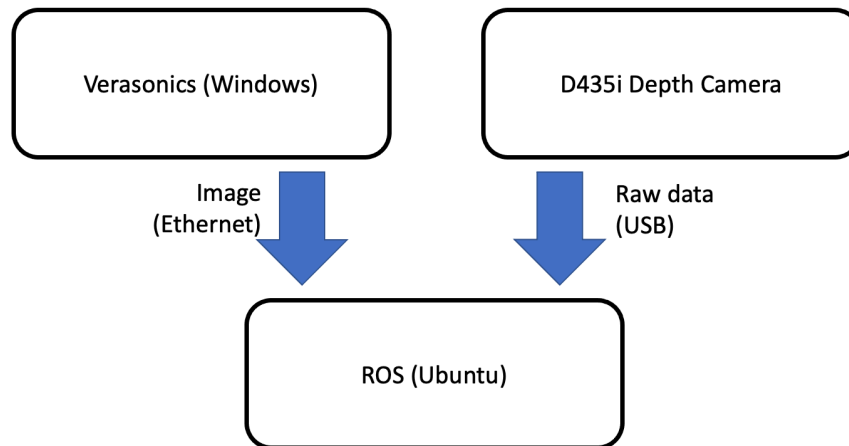 Verasonics (Windows)
D435i Depth Camera
Image
(Ethernet)
Raw data
(USB)
ROS (Ubuntu)